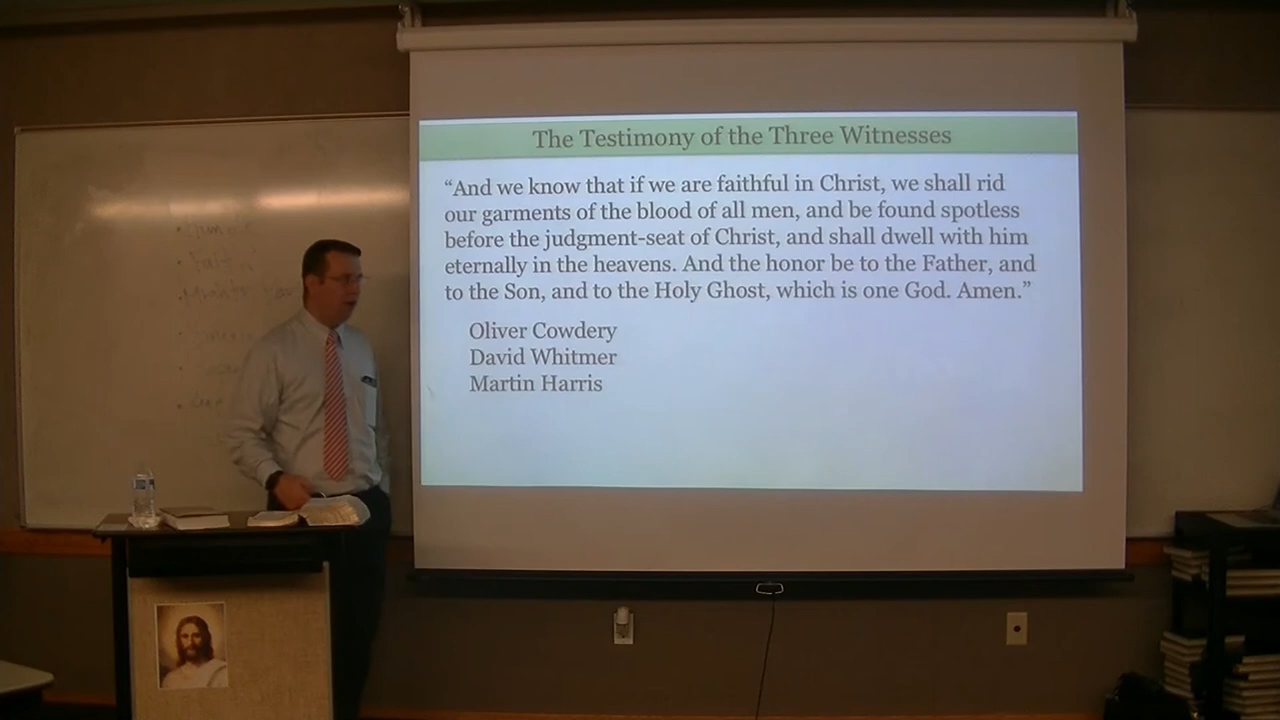 The Testimony of the Three Witnesses
“And we know that if we are faithful in Christ, we shall rid
our garments of the blood of all men, and be found spotless
before the judgment-seat of Christ, and shall dwell with him
eternally in the heavens. And the honor be to the Father, and
to the Son, and to the Holy Ghost, which is one God. Amen.”
Oliver Cowdery
David Whitmer
Martin Harris